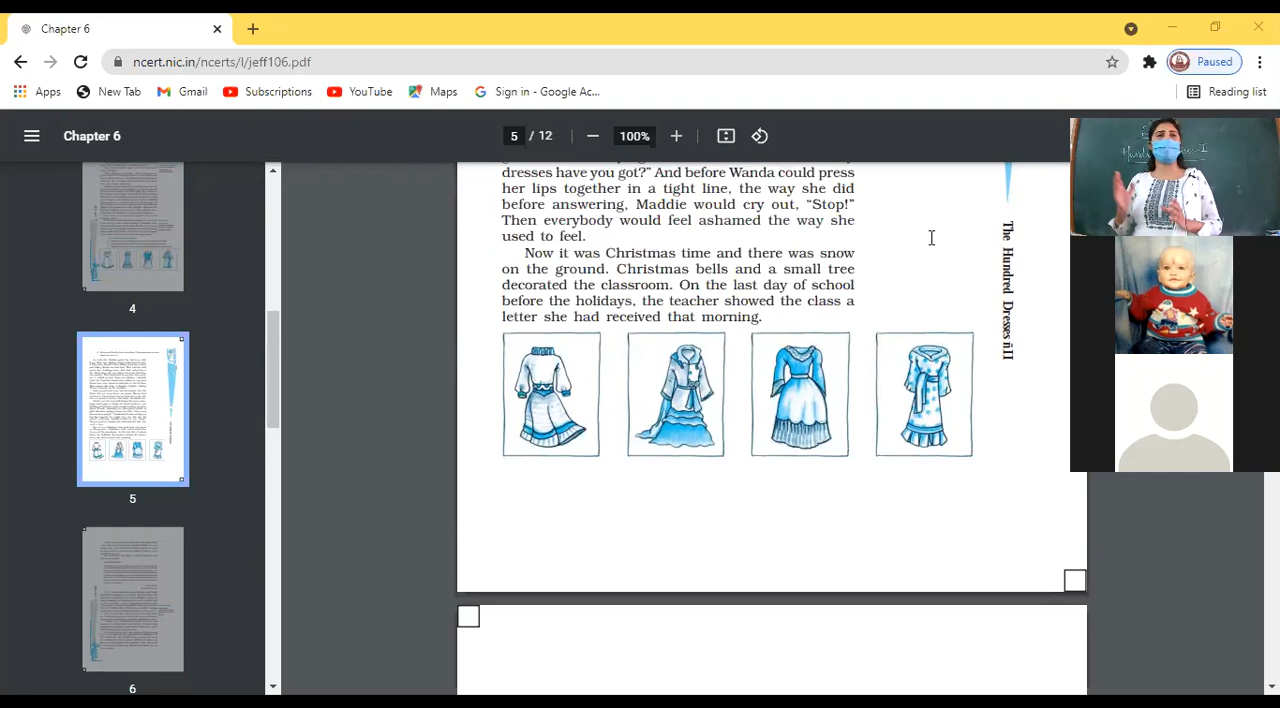 Chapter 6
ncert.nic.in/ncerts/l/jeff106.pdf
Paused
Apps
New Tab
Gmail
Subscriptions
YouTube
Maps
Sign in - Google Ac...
Reading list
Chapter 6
5 / 12
100%
dresses have you got?” And before Wanda could press
her lips together in a tight line, the way she did
before answering, Maddie would cry out, “Stop!”
Then everybody would feel ashamed the way she
used to feel.
Now it was Christmas time and there was snow
on the ground. Christmas bells and a small tree
decorated the classroom. On the last day of school
before the holidays, the teacher showed the class a
letter she had received that morning.
The Hundred Dresses ñII
4
5
6